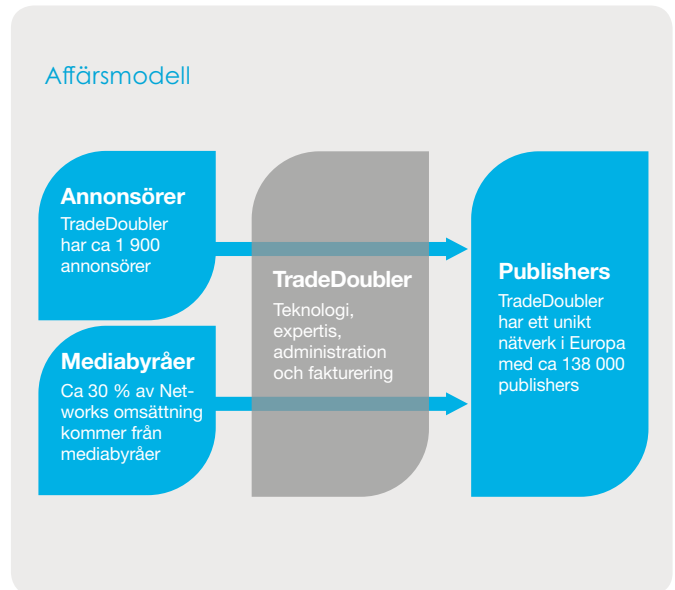 Affärsmodell
Annonsörer
TradeDoubler
har ca 1 900
annonsörer
Mediabyråer
Ca 30 % av Net-
works omsättning
kommer från
mediabyråer
TradeDoubler
Teknologi,
expertis,
administration
och fakturering
Publishers
TradeDoubler
har ett unikt
nätverk i Europa
med ca 138 000
publishers